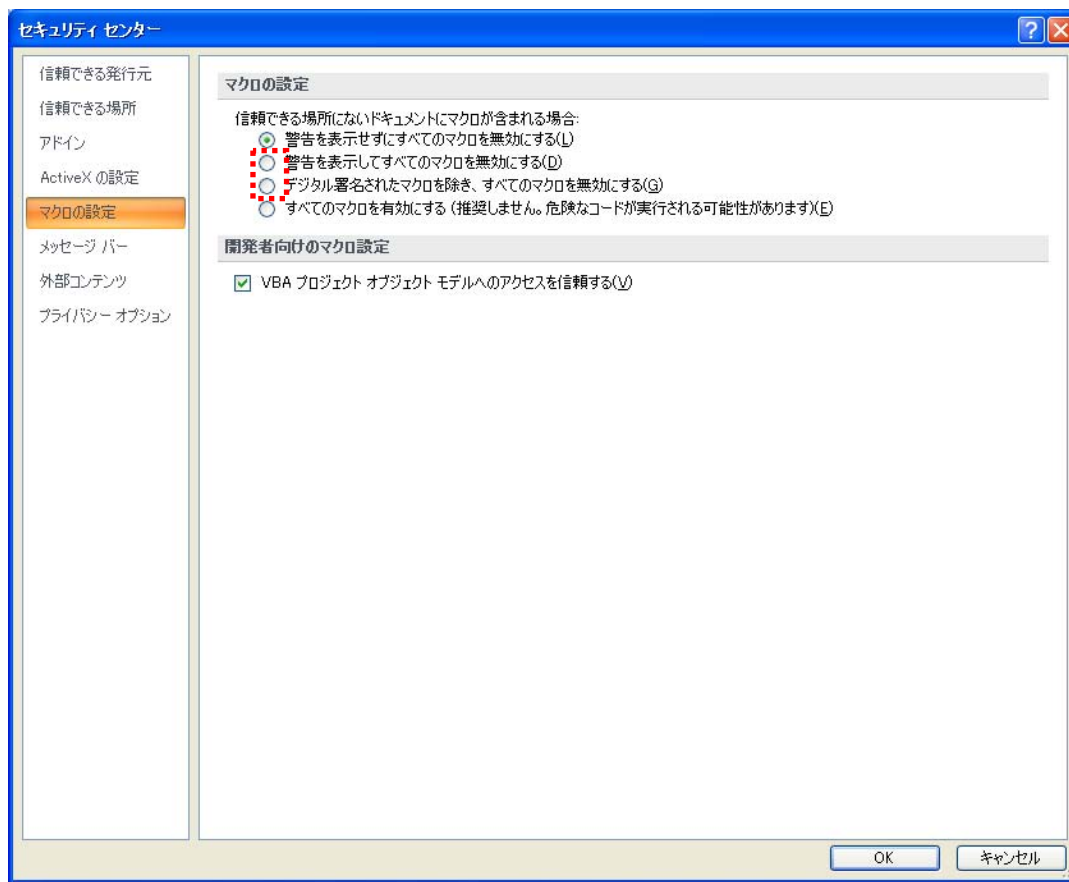 セキュリティ センター
信頼できる発行元
信頼できる場所
アドイン
ActiveX の設定
マクロの設定
メッセージ バー
外部コンテンツ
プライバシー オプション
マクロの設定
信頼できる場所にないドキュメントにマクロが含まれる場合:
警告を表示せずにすべてのマクロを無効にする(L)
警告を表示してすべてのマクロを無効にする(D)
デジタル署名されたマクロを除き、すべてのマクロを無効にする(G)
すべてのマクロを有効にする (推奨しません。危険なコードが実行される可能性があります)(E)
開発者向けのマクロ設定
VBA プロジェクト オブジェクト モデルへのアクセスを信頼する(V)
OK
キャンセル